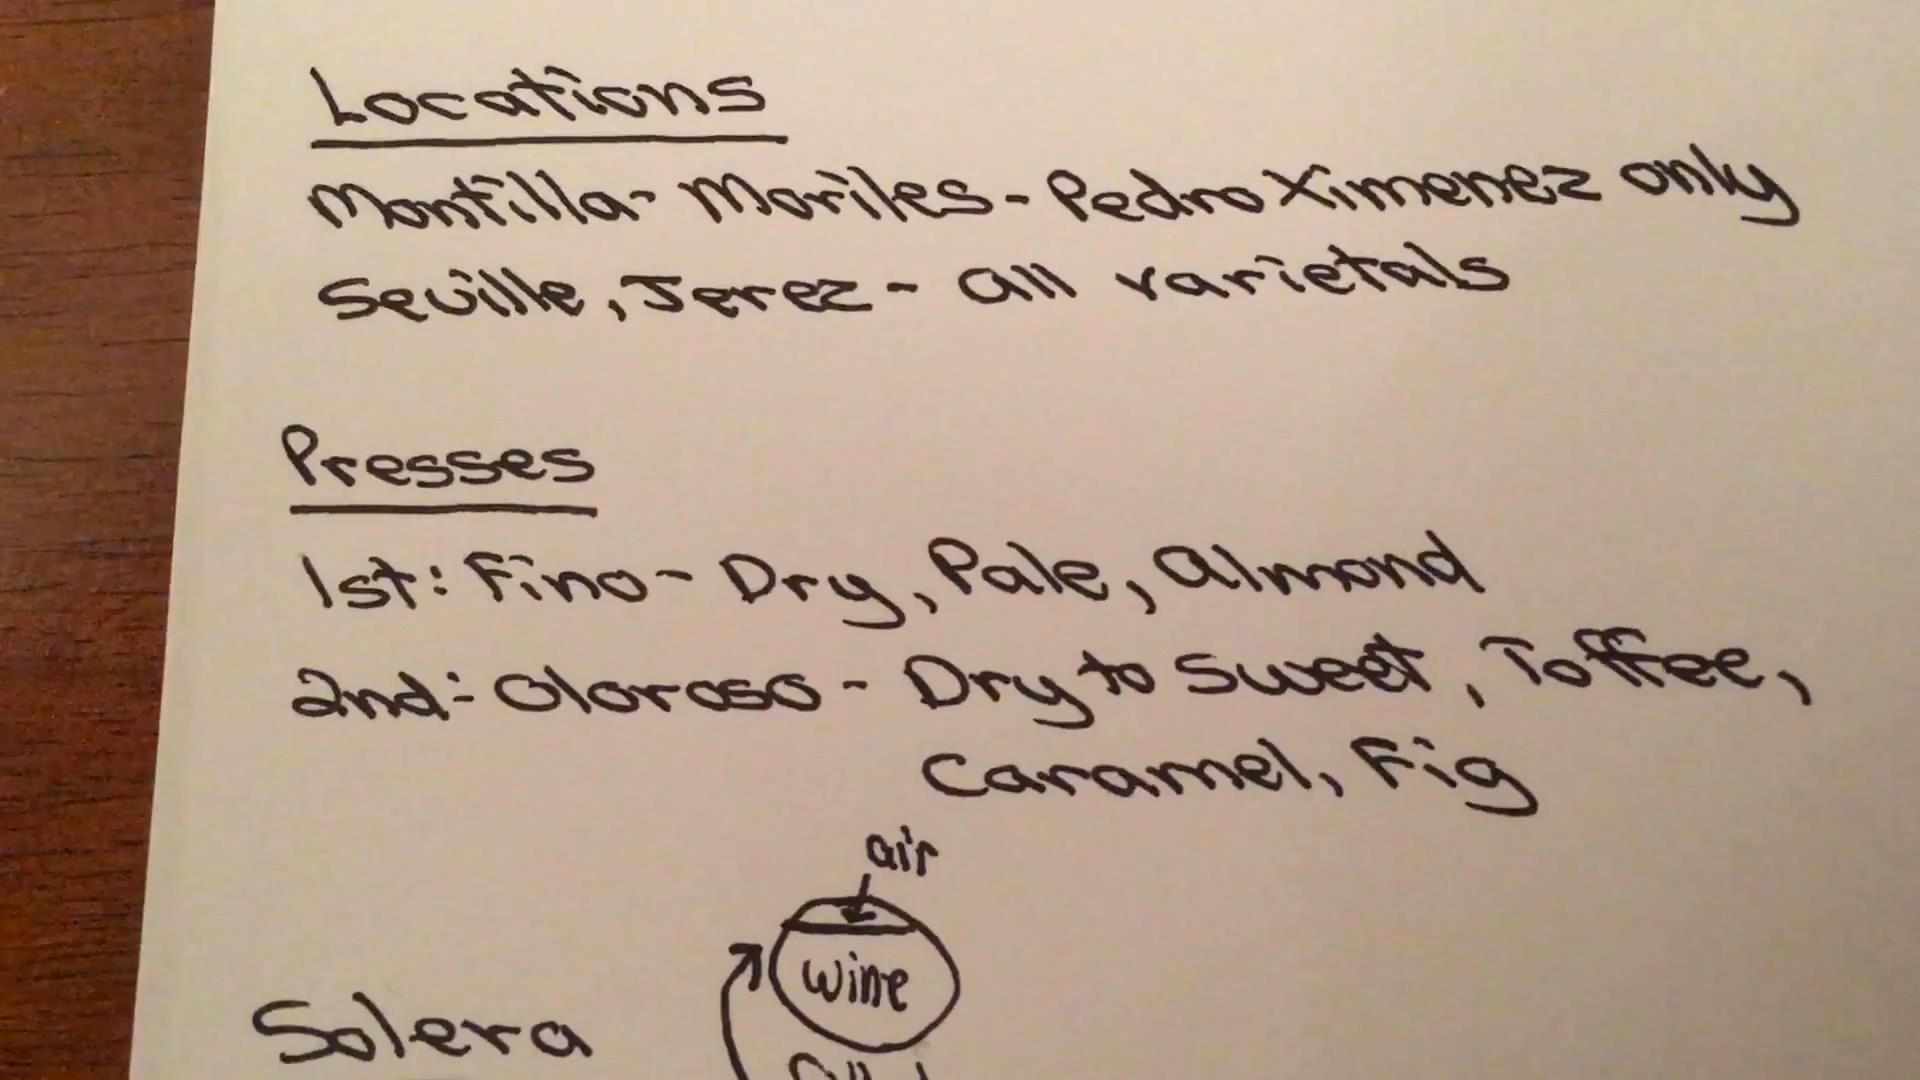 Locations
Montilla-Moriles-Pedro Ximenez only
Seville, Jerez- All varietals
Presses
1st: Fino- Dry, Pale, Almond
2nd: Oloroso- Dry to Sweet, Toffee,
Caramel, Fig
air
wine
Solera